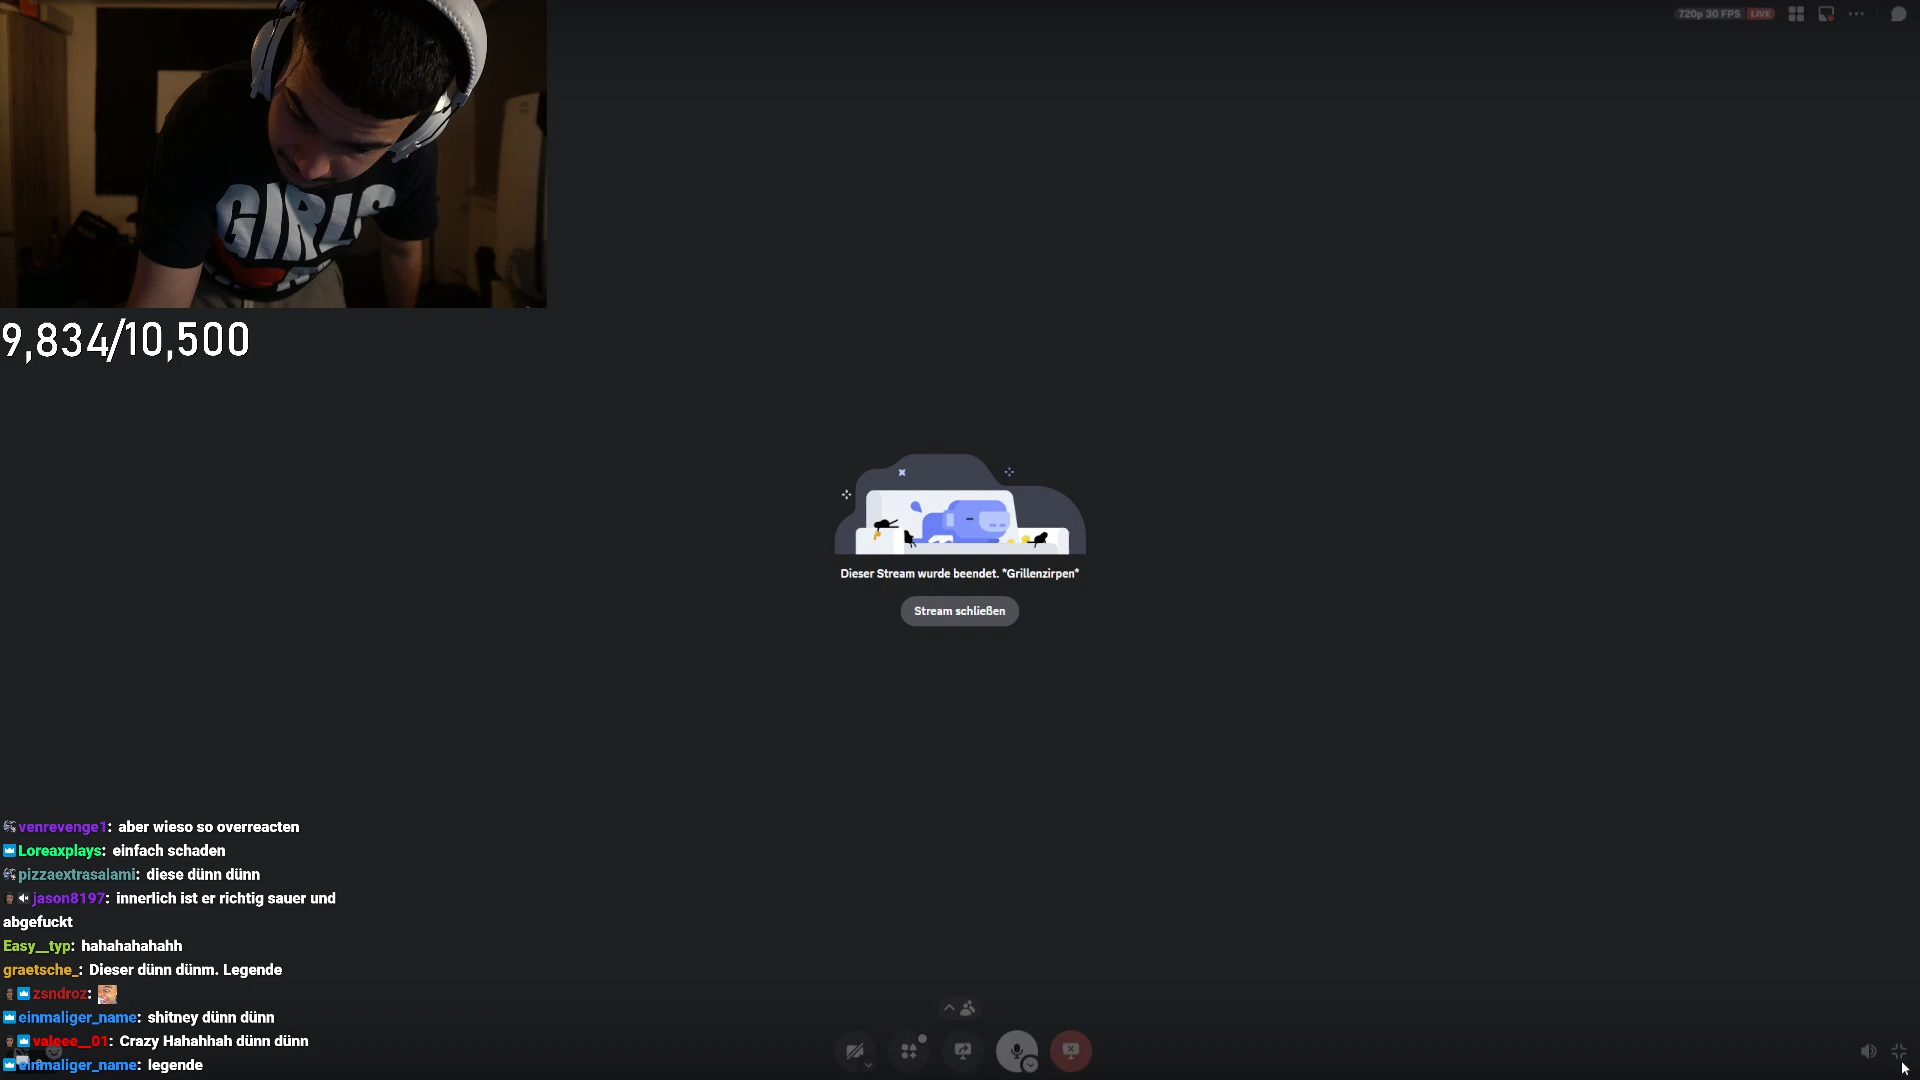 720p 30 FPS LIVE
GIRLS
9,834/10,500
Dieser Stream wurde beendet. *Grillenzirpen*
Stream schließen
venrevenge1: aber wieso so overreacten
Loreaxplays: einfach schaden
pizzaextrasalami: diese dünn dünn
jason8197: innerlich ist er richtig sauer und
abgefuckt
Easy__typ: hahahahahahh
graetsche_: Dieser dünn dünm. Legende
zsndroz:
einmaliger_name: shitney dünn dünn
valeee__01: Crazy Hahahhah dünn dünn
einmaliger_name: legende